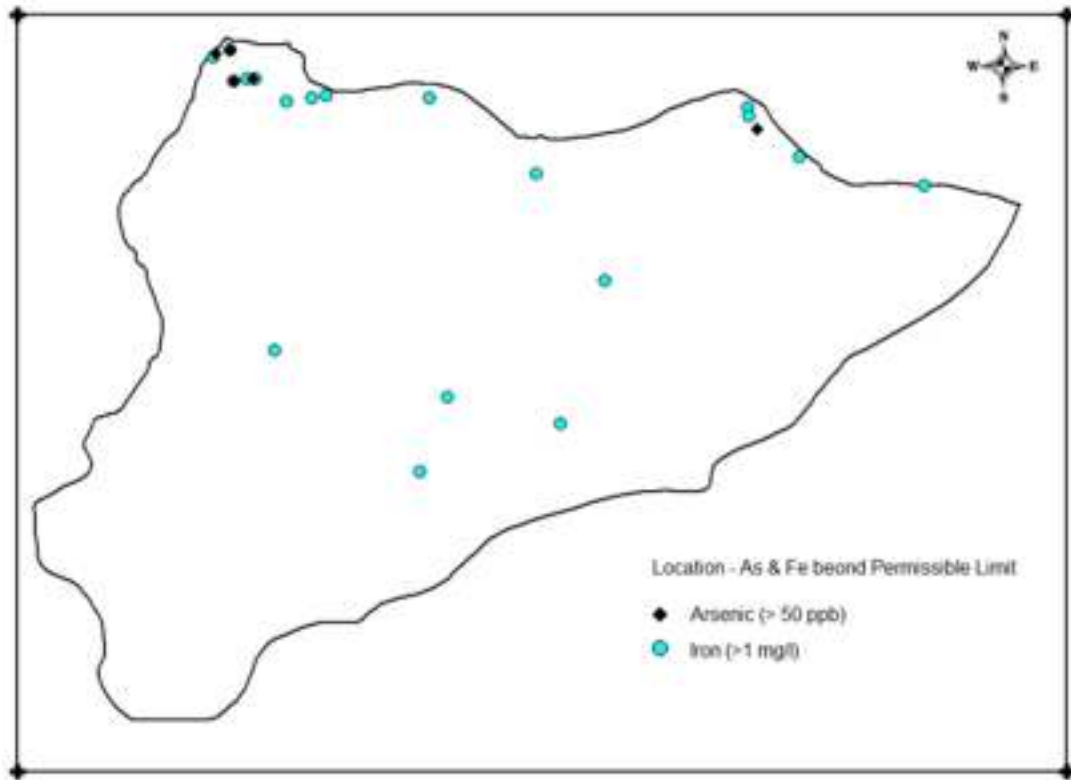 N
W E
S
Location - As & Fe beond Permissible Limit
Arsenic (> 50 ppb)
Iron (>1 mg/l)